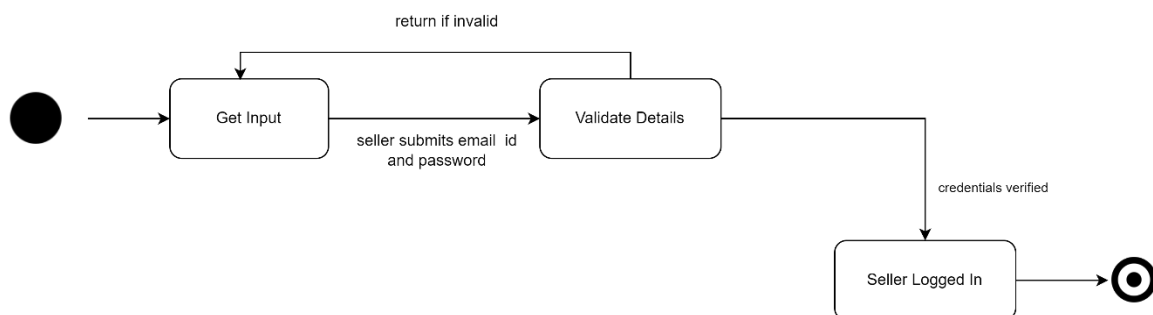 return if invalid
Get Input
Validate Details
seller submits email  id
and password
credentials verified
Seller Logged In